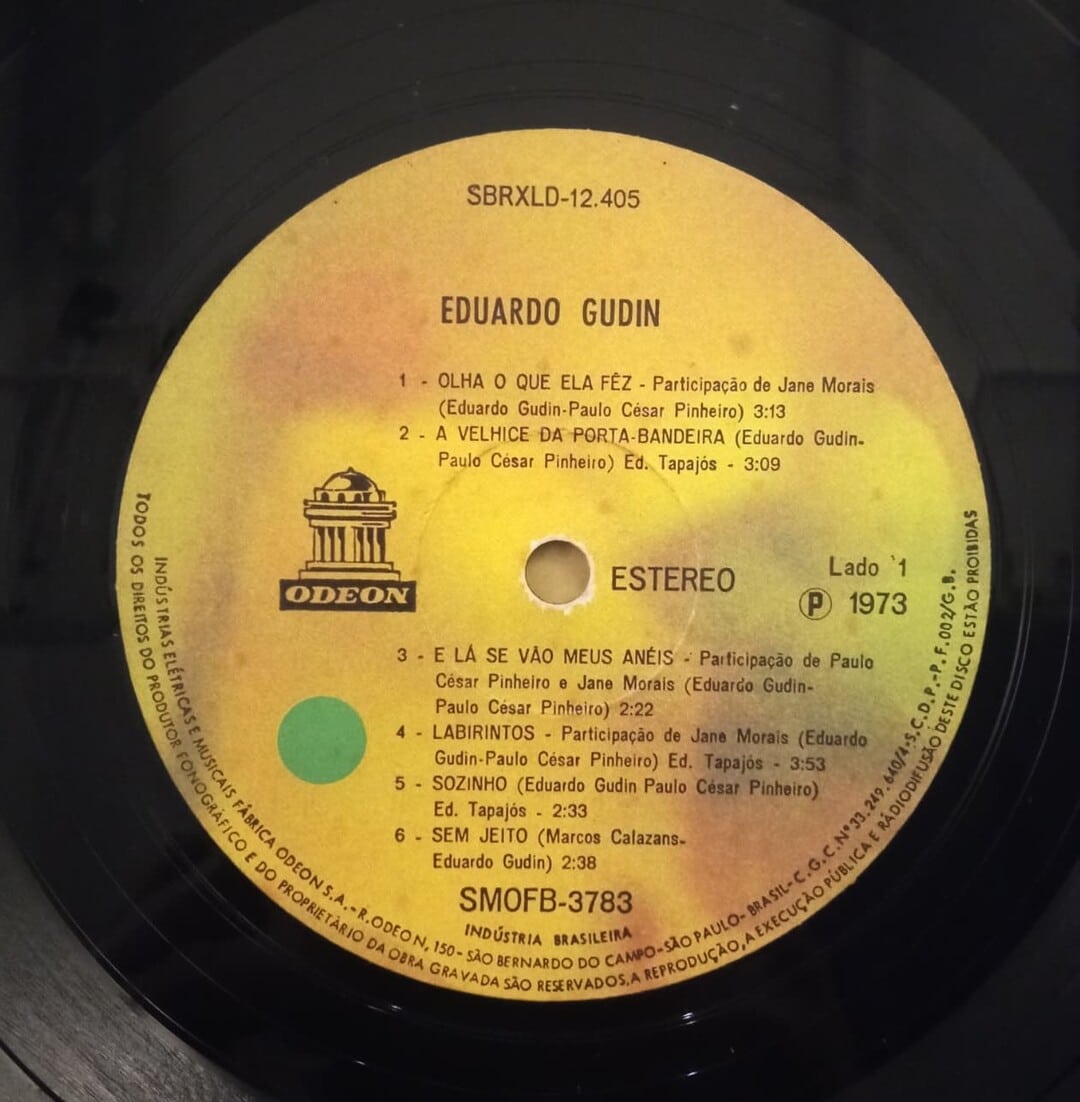 SBRXLD-12.405
EDUARDO GUDIN
1 - OLHA O QUE ELA FÊZ - Participação de Jane Morais
(Eduardo Gudin-Paulo César Pinheiro) 3:13
2 - A VELHICE DA PORTA-BANDEIRA (Eduardo Gudin-
Paulo César Pinheiro) Ed. Tapajós - 3:09
ODEON
ESTEREO
Lado 1
℗ 1973
3 - E LÁ SE VÃO MEUS ANÉIS - Participação de Paulo
César Pinheiro e Jane Morais (Eduardo Gudin-
Paulo César Pinheiro) 2:22
4 - LABIRINTOS - Participação de Jane Morais (Eduardo
Gudin-Paulo César Pinheiro) Ed. Tapajós - 3:53
5 - SOZINHO (Eduardo Gudin Paulo César Pinheiro)
Ed. Tapajós - 2:33
6 - SEM JEITO (Marcos Calazans-
Eduardo Gudin) 2:38
SMOFB-3783
INDÚSTRIA BRASILEIRA
INDÚSTRIAS ELÉTRICAS E MUSICAIS FÁBRICA ODEON S.A.-R.ODEON, 150-SÃO BERNARDO DO CAMPO-SÃO PAULO-BRASIL-C.G.C.Nº33.249.640/4-S.C.D.P.-P.F.002/G.B.
TODOS OS DIREITOS DO PRODUTOR FONOGRÁFICO E DO PROPRIETÁRIO DA OBRA GRAVADA SÃO RESERVADOS, A REPRODUÇÃO, A EXECUÇÃO PÚBLICA E RÁDIODIFUSÃO DESTE DISCO ESTÃO PROIBIDAS